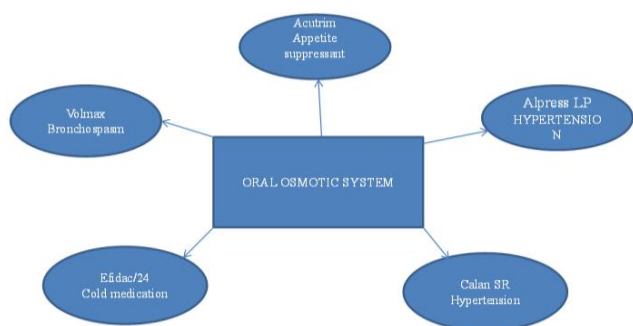 Acutrim
Appetite
suppressant
Volmax
Bronchospasm
Alpress LP
HYPERTENSIO
N
ORAL OSMOTIC SYSTEM
Efidac/24
Cold medication
Calan SR
Hypertension